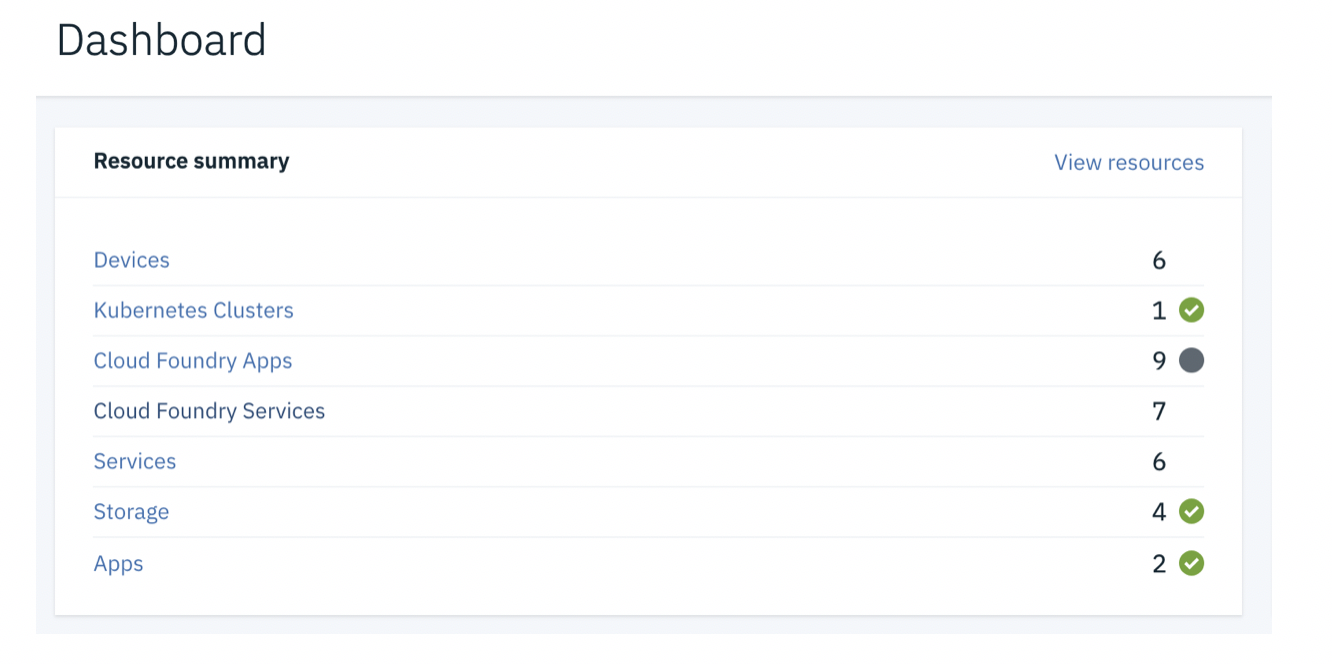 Dashboard
Resource summary View resources
Devices 6
Kubernetes Clusters 1
Cloud Foundry Apps 9
Cloud Foundry Services 7
Services 6
Storage 4
Apps 2